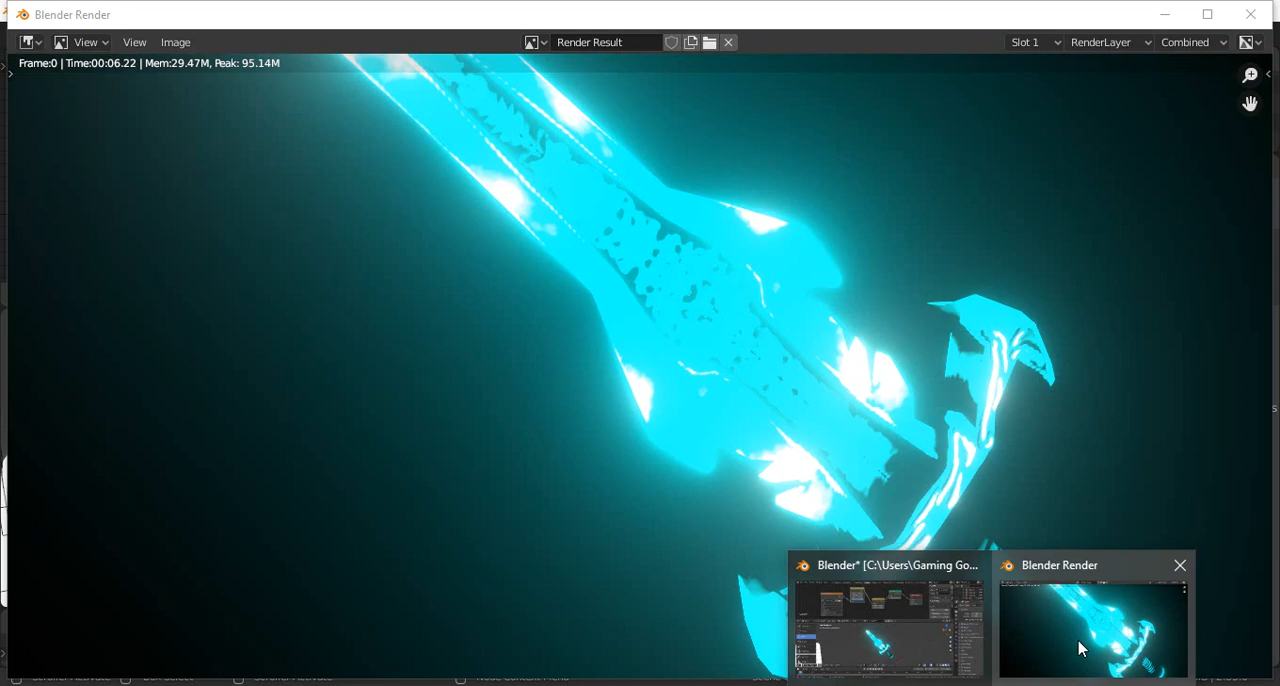 Blender Render
View View Image Render Result Slot 1 RenderLayer Combined
Frame:0 | Time:00:06.22 | Mem:29.47M, Peak: 95.14M
Blender* [C:\Users\Gaming Go... Blender Render